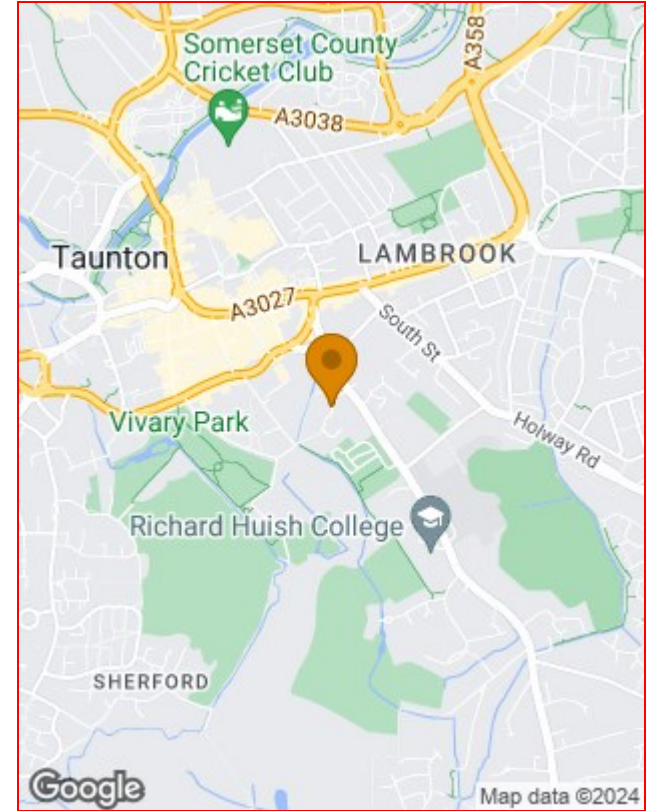 Somerset County
Cricket Club
A358
A3038
Taunton
LAMBROOK
A3027
South St
Vivary Park
Holway Rd
Richard Huish College
SHERFORD
Google
Map data ©2024